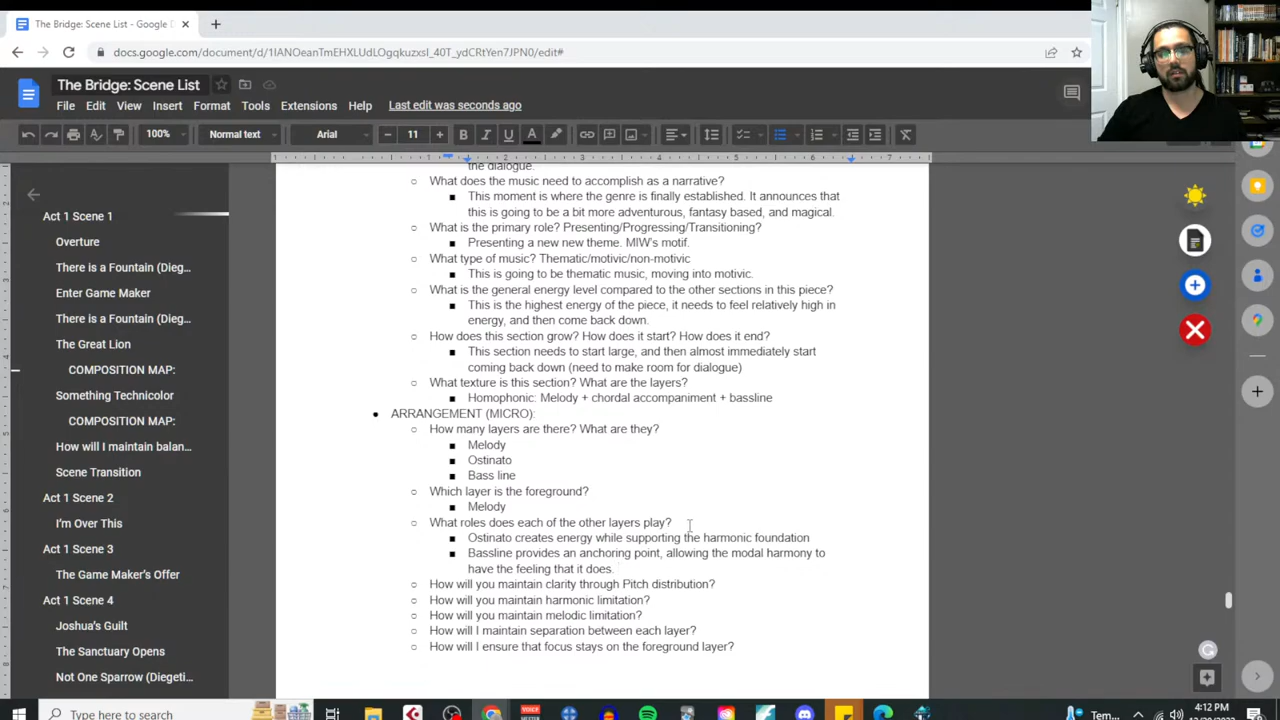 The Bridge: Scene List - Google D
docs.google.com/document/d/1IANOeanTmEHXLUdLOgqkuzxsI_40T_ydCRtYen7JPN0/edit#
The Bridge: Scene List
File Edit View Insert Format Tools Extensions Help Last edit was seconds ago
100% Normal text Arial 11
1 1 2 3 4 5 6 7
Act 1 Scene 1
Overture
There is a Fountain (Dieg...
Enter Game Maker
There is a Fountain (Dieg...
The Great Lion
COMPOSITION MAP:
Something Technicolor
COMPOSITION MAP:
How will I maintain balan...
Scene Transition
Act 1 Scene 2
I'm Over This
Act 1 Scene 3
The Game Maker's Offer
Act 1 Scene 4
Joshua's Guilt
The Sanctuary Opens
Not One Sparrow (Diegeti...
the dialogue.
What does the music need to accomplish as a narrative?
This moment is where the genre is finally established. It announces that
this is going to be a bit more adventurous, fantasy based, and magical.
What is the primary role? Presenting/Progressing/Transitioning?
Presenting a new new theme. MIW's motif.
What type of music? Thematic/motivic/non-motivic
This is going to be thematic music, moving into motivic.
What is the general energy level compared to the other sections in this piece?
This is the highest energy of the piece, it needs to feel relatively high in
energy, and then come back down.
How does this section grow? How does it start? How does it end?
This section needs to start large, and then almost immediately start
coming back down (need to make room for dialogue)
What texture is this section? What are the layers?
Homophonic: Melody + chordal accompaniment + bassline
ARRANGEMENT (MICRO):
How many layers are there? What are they?
Melody
Ostinato
Bass line
Which layer is the foreground?
Melody
What roles does each of the other layers play?
Ostinato creates energy while supporting the harmonic foundation
Bassline provides an anchoring point, allowing the modal harmony to
have the feeling that it does.
How will you maintain clarity through Pitch distribution?
How will you maintain harmonic limitation?
How will you maintain melodic limitation?
How will I maintain separation between each layer?
How will I ensure that focus stays on the foreground layer?
Type here to search
Tem...
4:12 PM